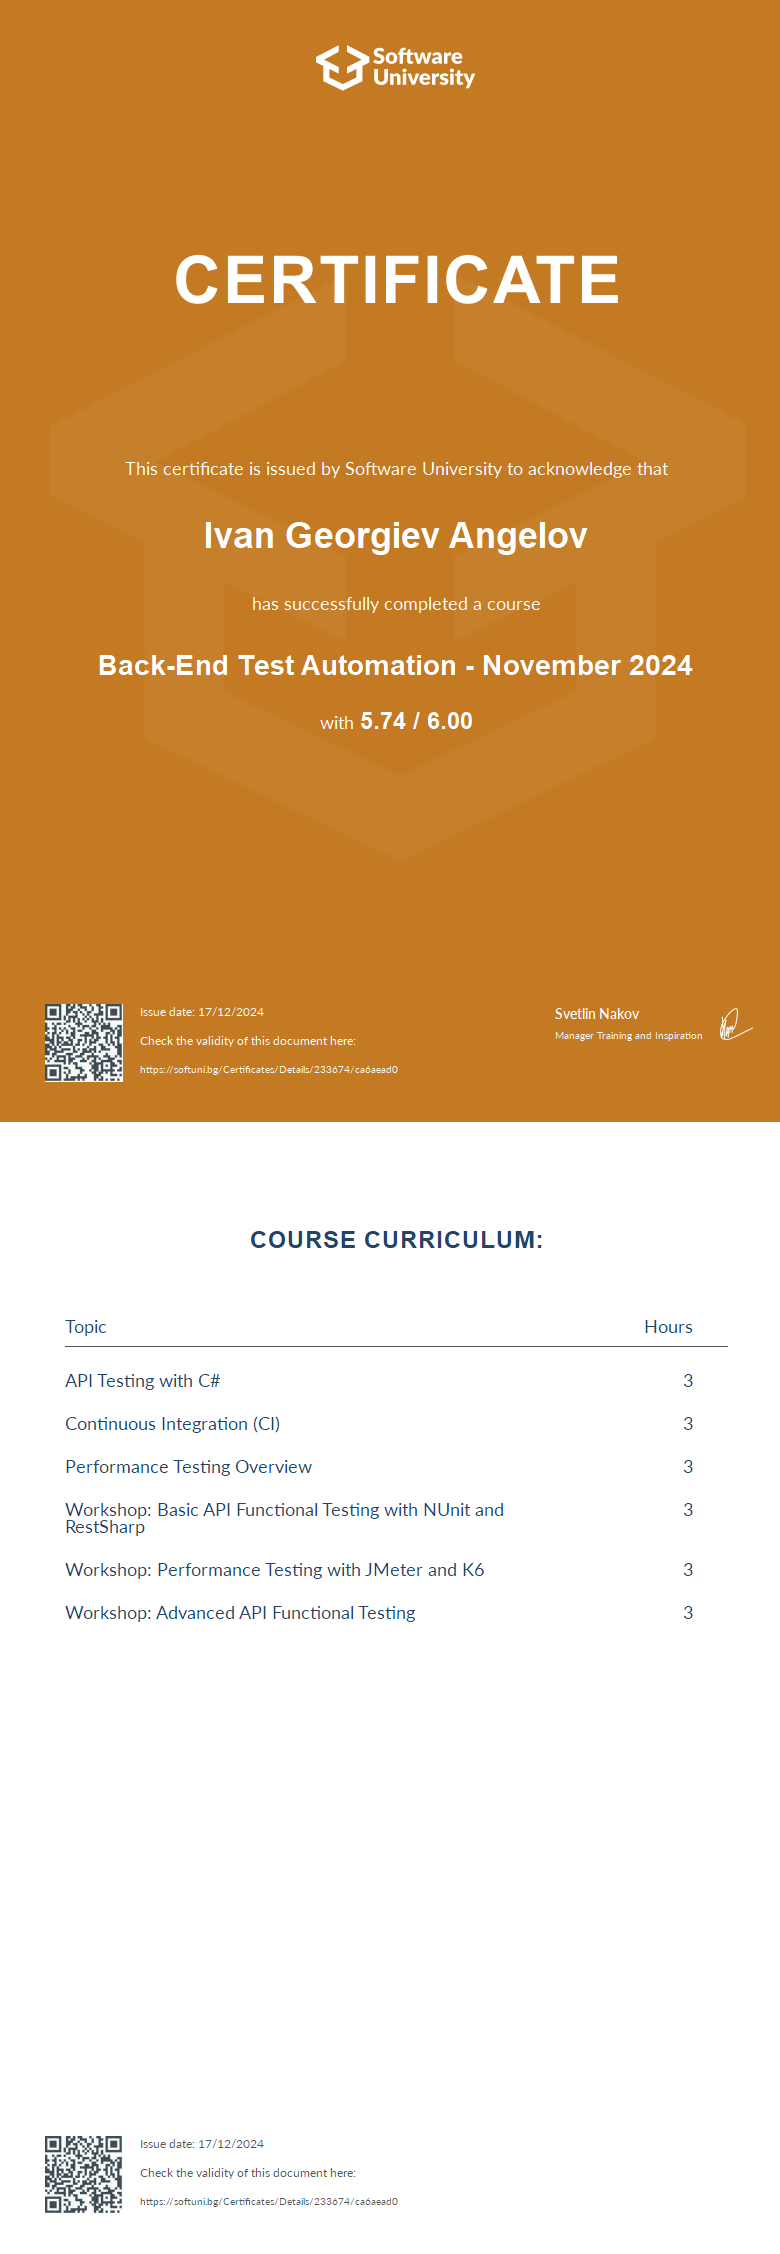 Software
University
CERTIFICATE
This certificate is issued by Software University to acknowledge that
Ivan Georgiev Angelov
has successfully completed a course
Back-End Test Automation - November 2024
with 5.74 / 6.00
Issue date: 17/12/2024
Check the validity of this document here:
https://softuni.bg/Certificates/Details/233674/ca6aead0
Svetlin Nakov
Manager Training and Inspiration
COURSE CURRICULUM:
Topic Hours
API Testing with C# 3
Continuous Integration (CI) 3
Performance Testing Overview 3
Workshop: Basic API Functional Testing with NUnit and 3
RestSharp
Workshop: Performance Testing with JMeter and K6 3
Workshop: Advanced API Functional Testing 3
Issue date: 17/12/2024
Check the validity of this document here:
https://softuni.bg/Certificates/Details/233674/ca6aead0